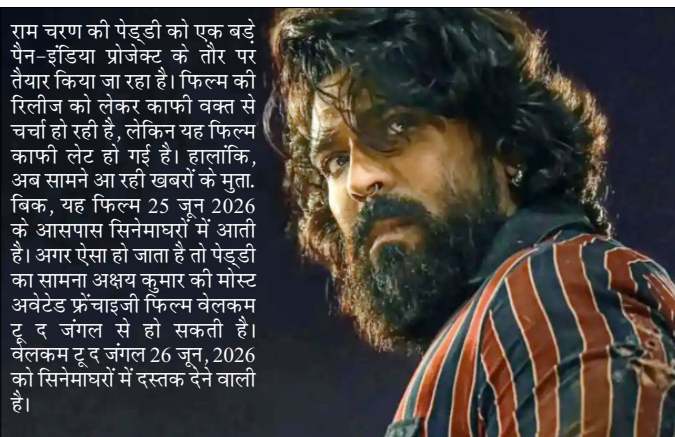 राम चरण की पेड्डी को एक बड़े
पैन-इंडिया प्रोजेक्ट के तौर पर
तैयार किया जा रहा है। फिल्म की
रिलीज को लेकर काफी वक्त से
चर्चा हो रही है, लेकिन यह फिल्म
काफी लेट हो गई है। हालांकि,
अब सामने आ रही खबरों के मुता.
बिक, यह फिल्म 25 जून 2026
के आसपास सिनेमाघरों में आती
है। अगर ऐसा हो जाता है तो पेड्डी
का सामना अक्षय कुमार की मोस्ट
अवेटेड फ्रेंचाइजी फिल्म वेलकम
टू द जंगल से हो सकती है।
वेलकम टू द जंगल 26 जून, 2026
को सिनेमाघरों में दस्तक देने वाली
है।